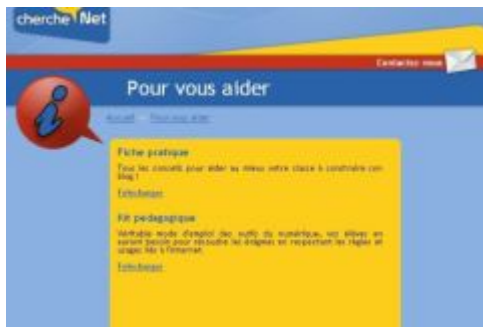 cherche Net
Contactez nous
Pour vous aider
Accueil Pour vous aider
Fiche pratique
Tous les conseils pour aider au mieux votre classe à construire son
blog !
Télécharger
Kit pédagogique
Véritable mode d'emploi des outils du numérique, vos élèves en
auront besoin pour résoudre les énigmes en respectant les règles et
usages liés à l'internet.
Télécharger